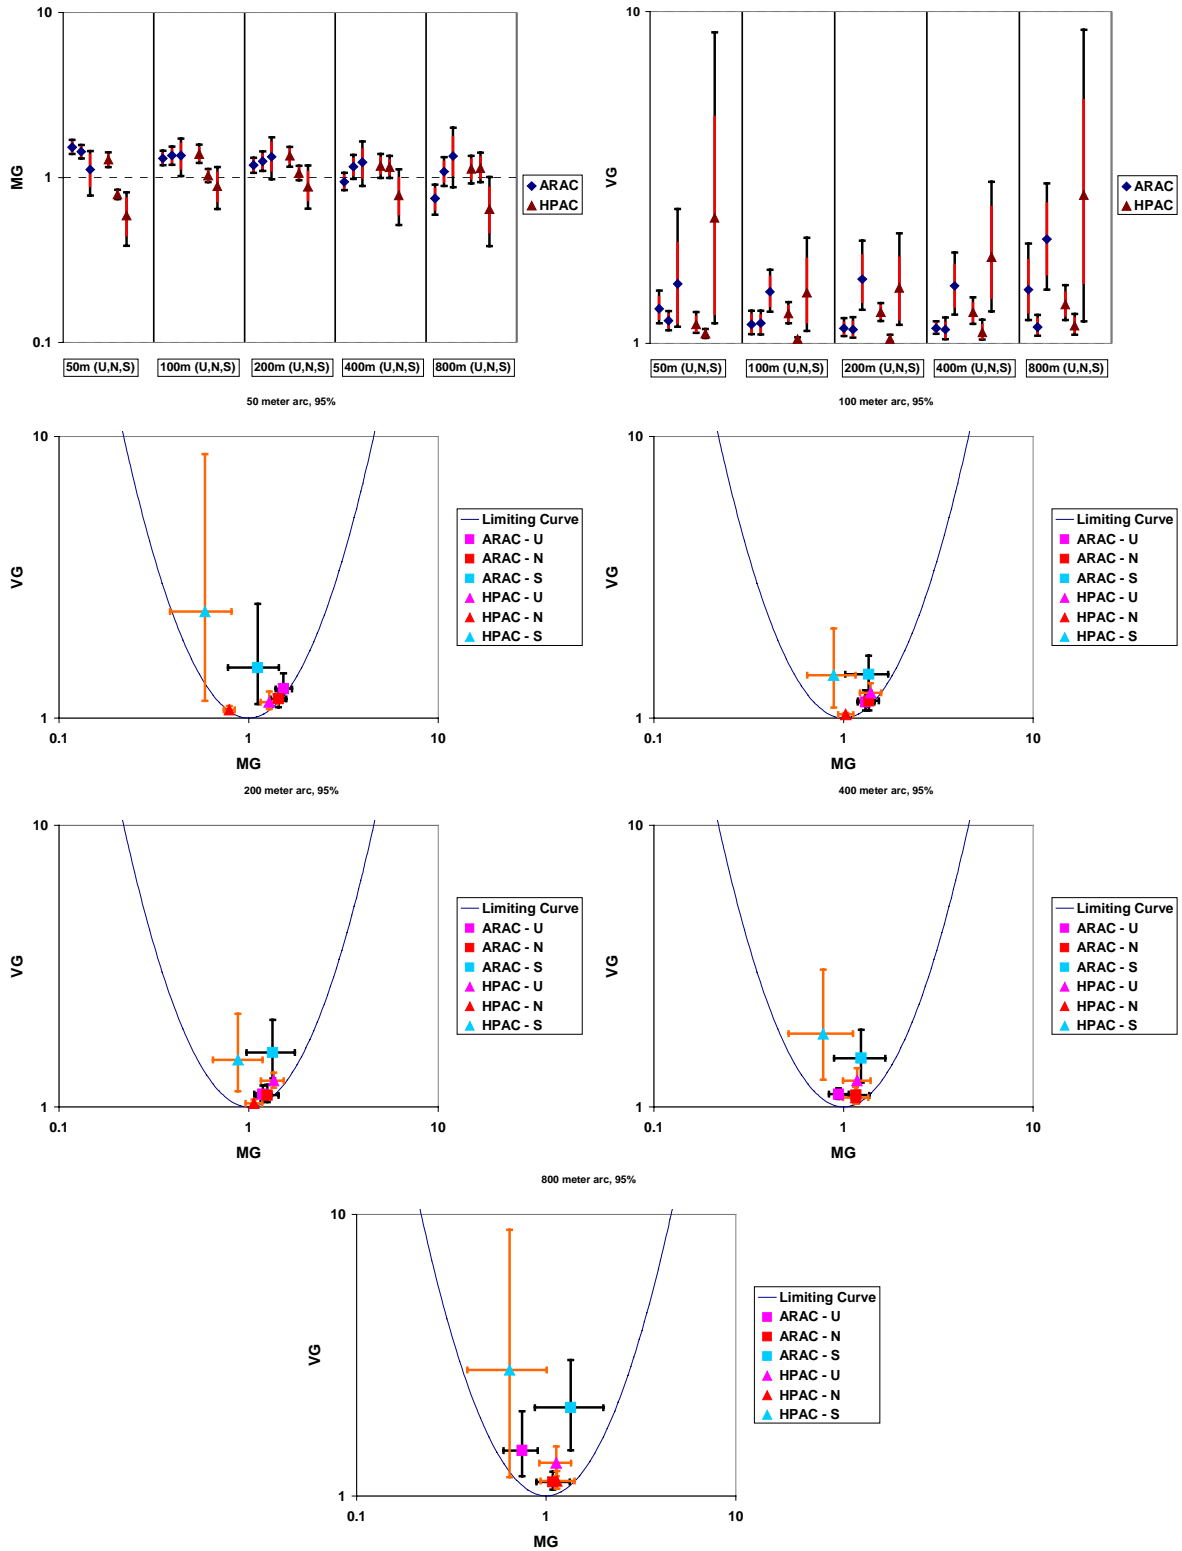 10
MG
1
0.1
ARAC
HPAC
50m (U,N,S)
100m (U,N,S)
200m (U,N,S)
400m (U,N,S)
800m (U,N,S)
10
VG
1
ARAC
HPAC
50m (U,N,S)
100m (U,N,S)
200m (U,N,S)
400m (U,N,S)
800m (U,N,S)
50 meter arc, 95%
10
VG
1
0.1
1
10
MG
Limiting Curve
ARAC - U
ARAC - N
ARAC - S
HPAC - U
HPAC - N
HPAC - S
100 meter arc, 95%
10
VG
1
0.1
1
10
MG
Limiting Curve
ARAC - U
ARAC - N
ARAC - S
HPAC - U
HPAC - N
HPAC - S
200 meter arc, 95%
10
VG
1
0.1
1
10
MG
Limiting Curve
ARAC - U
ARAC - N
ARAC - S
HPAC - U
HPAC - N
HPAC - S
400 meter arc, 95%
10
VG
1
0.1
1
10
MG
Limiting Curve
ARAC - U
ARAC - N
ARAC - S
HPAC - U
HPAC - N
HPAC - S
800 meter arc, 95%
10
VG
1
0.1
1
10
MG
Limiting Curve
ARAC - U
ARAC - N
ARAC - S
HPAC - U
HPAC - N
HPAC - S